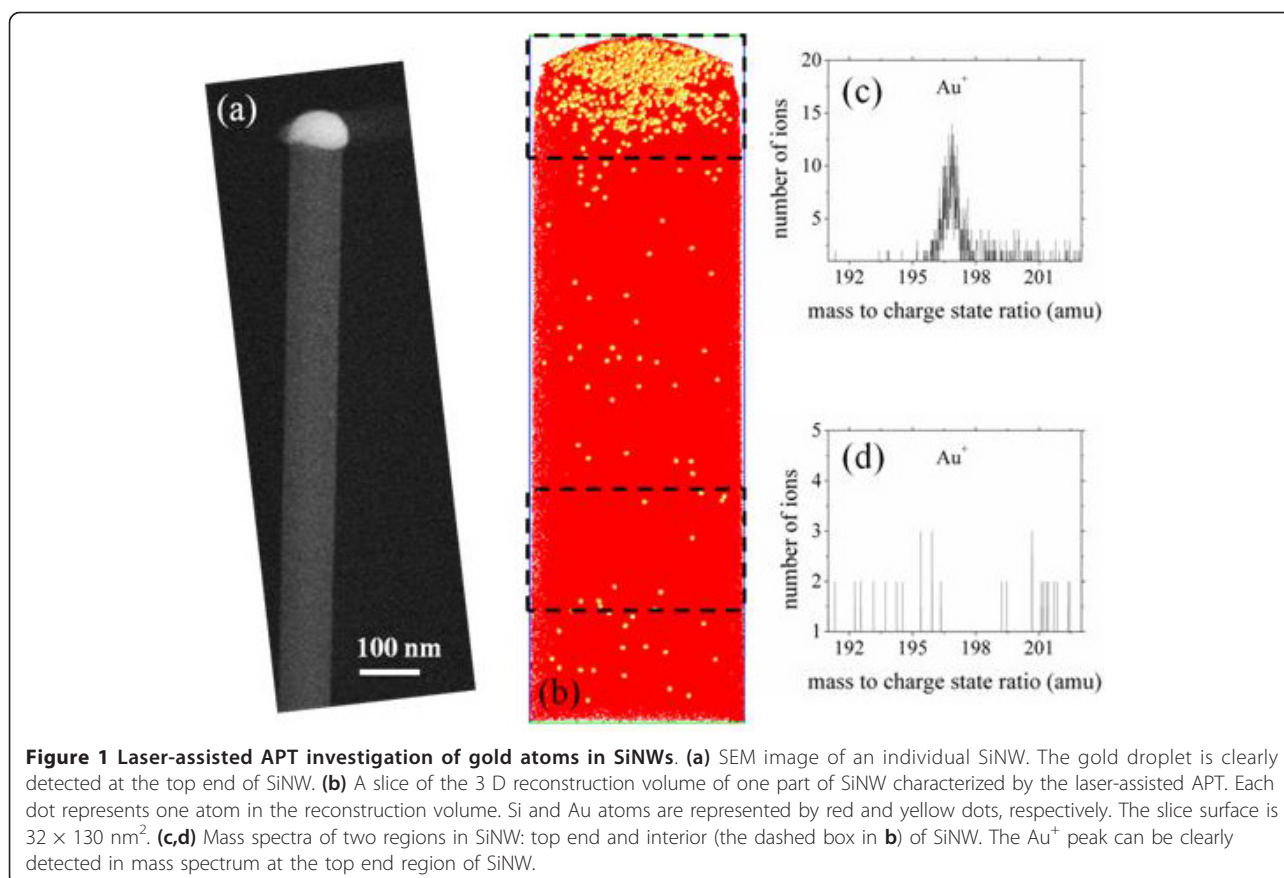 (a)
100 nm
(b)
20
15
10
5
number of ions
(c)
Au+
192 195 198 201
mass to charge state ratio (amu)
5
4
3
2
1
number of ions
(d)
Au+
192 195 198 201
mass to charge state ratio (amu)
Figure 1 Laser-assisted APT investigation of gold atoms in SiNWs. (a) SEM image of an individual SiNW. The gold droplet is clearly
detected at the top end of SiNW. (b) A slice of the 3 D reconstruction volume of one part of SiNW characterized by the laser-assisted APT. Each
dot represents one atom in the reconstruction volume. Si and Au atoms are represented by red and yellow dots, respectively. The slice surface is
32 × 130 nm². (c,d) Mass spectra of two regions in SiNW: top end and interior (the dashed box in b) of SiNW. The Au⁺ peak can be clearly
detected in mass spectrum at the top end region of SiNW.